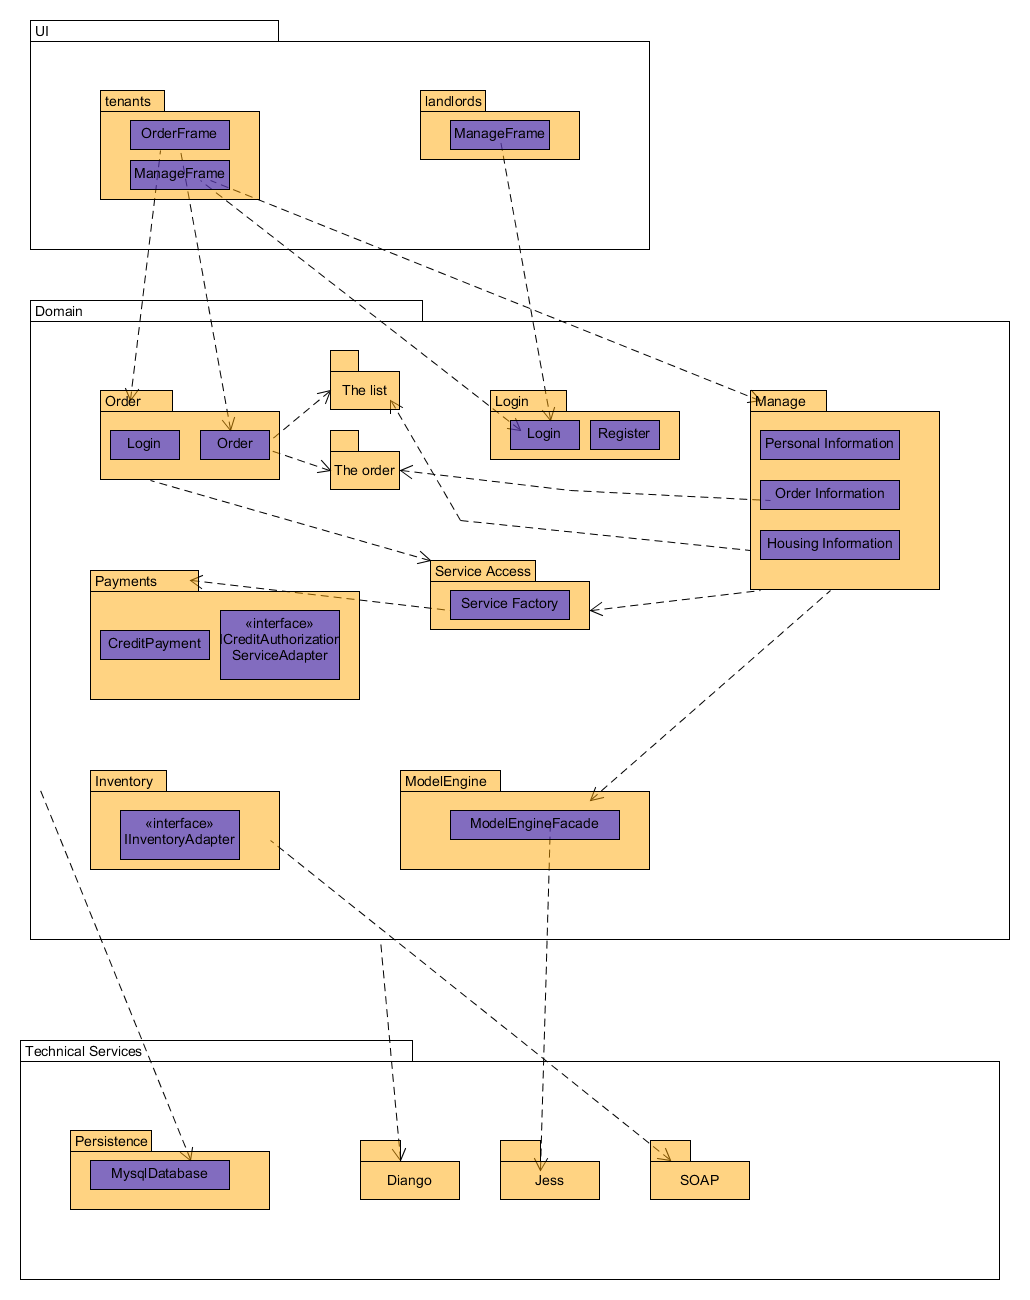 UI
tenants
OrderFrame
ManageFrame
landlords
ManageFrame
Domain
Order
Login
Order
The list
The order
Login
Login
Register
Manage
Personal Information
Order Information
Housing Information
Service Access
Service Factory
Payments
CreditPayment
«interface»
ICreditAuthorization
ServiceAdapter
Inventory
«interface»
IInventoryAdapter
ModelEngine
ModelEngineFacade
Technical Services
Persistence
MysqlDatabase
Diango
Jess
SOAP